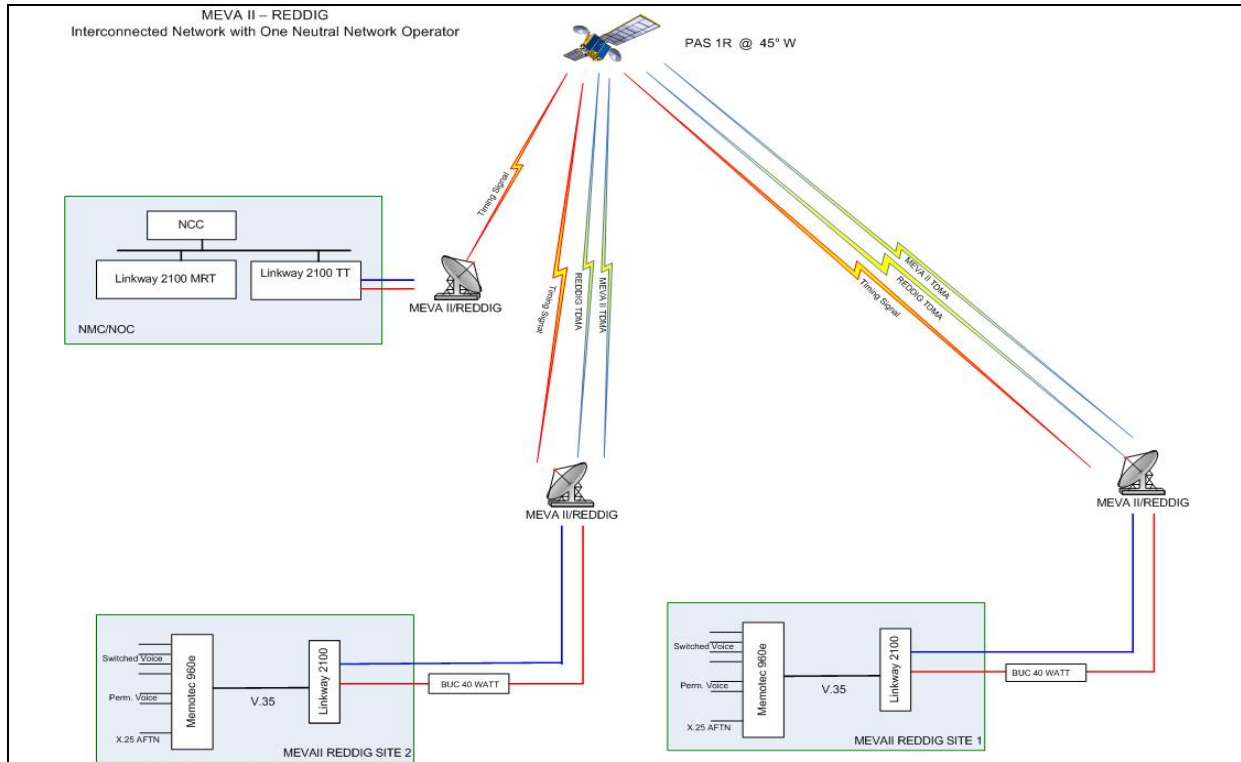 MEVA II – REDDIG
Interconnected Network with One Neutral Network Operator
PAS 1R @ 45° W
Timing Signal
NCC
Linkway 2100 MRT
Linkway 2100 TT
NMC/NOC
MEVA II/REDDIG
Timing Signal
REDDIG TDMA
MEVA II TDMA
MEVA II TDMA
REDDIG TDMA
Timing Signal
MEVA II/REDDIG
MEVA II/REDDIG
Switched Voice
Perm. Voice
X.25 AFTN
Memotec 960e
V.35
Linkway 2100
BUC 40 WATT
MEVAII REDDIG SITE 2
Switched Voice
Perm. Voice
X.25 AFTN
Memotec 960e
V.35
Linkway 2100
BUC 40 WATT
MEVAII REDDIG SITE 1